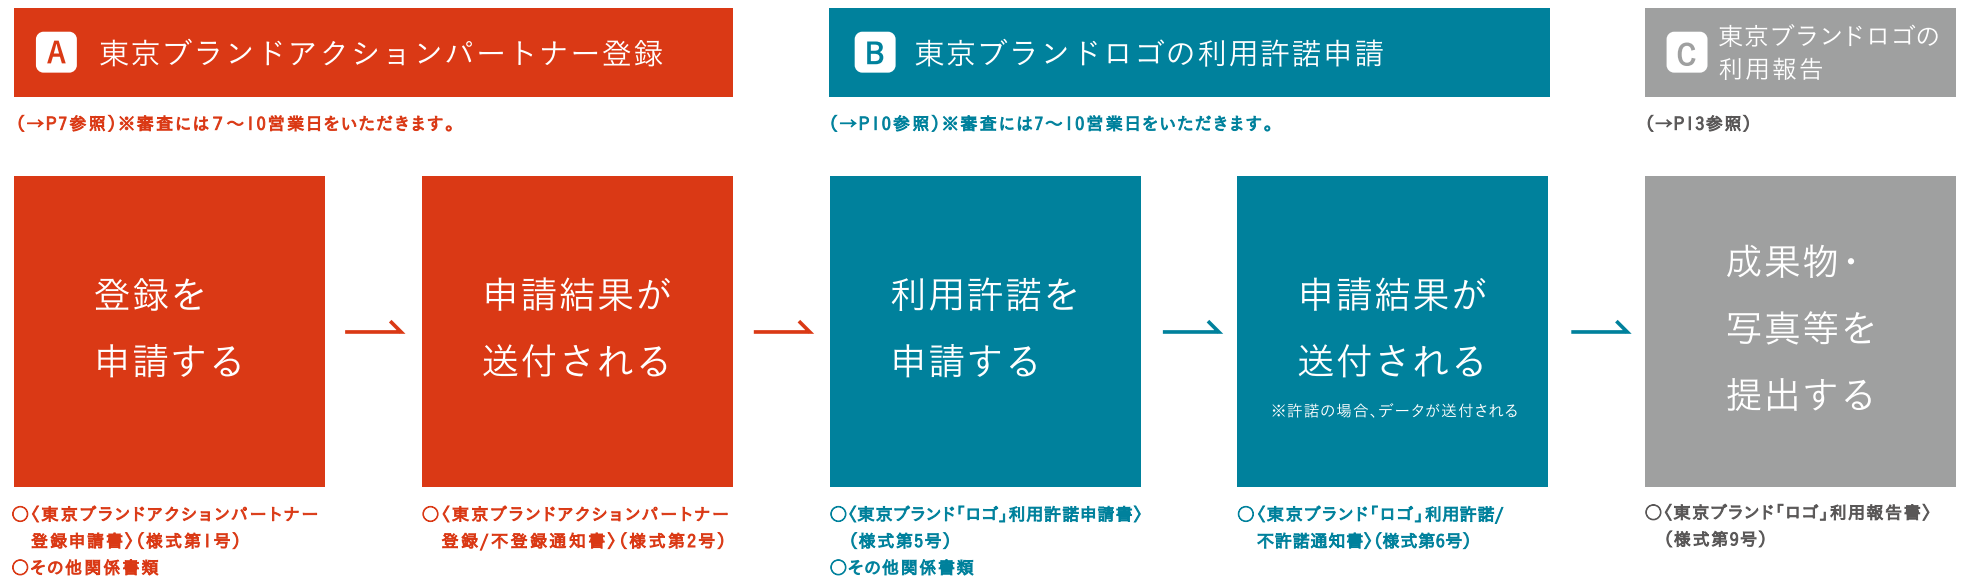 A 東京ブランドアクションパートナー登録
(→P7参照)※審査には7〜10営業日をいただきます。
登録を
申請する
○〈東京ブランドアクションパートナー
登録申請書〉(様式第1号)
○その他関係書類
申請結果が
送付される
○〈東京ブランドアクションパートナー
登録/不登録通知書〉(様式第2号)
B 東京ブランドロゴの利用許諾申請
(→P10参照)※審査には7〜10営業日をいただきます。
利用許諾を
申請する
○〈東京ブランド「ロゴ」利用許諾申請書〉
(様式第5号)
○その他関係書類
申請結果が
送付される
※許諾の場合、データが送付される
○〈東京ブランド「ロゴ」利用許諾/
不許諾通知書〉(様式第6号)
C 東京ブランドロゴの
利用報告
(→P13参照)
成果物・
写真等を
提出する
○〈東京ブランド「ロゴ」利用報告書〉
(様式第9号)